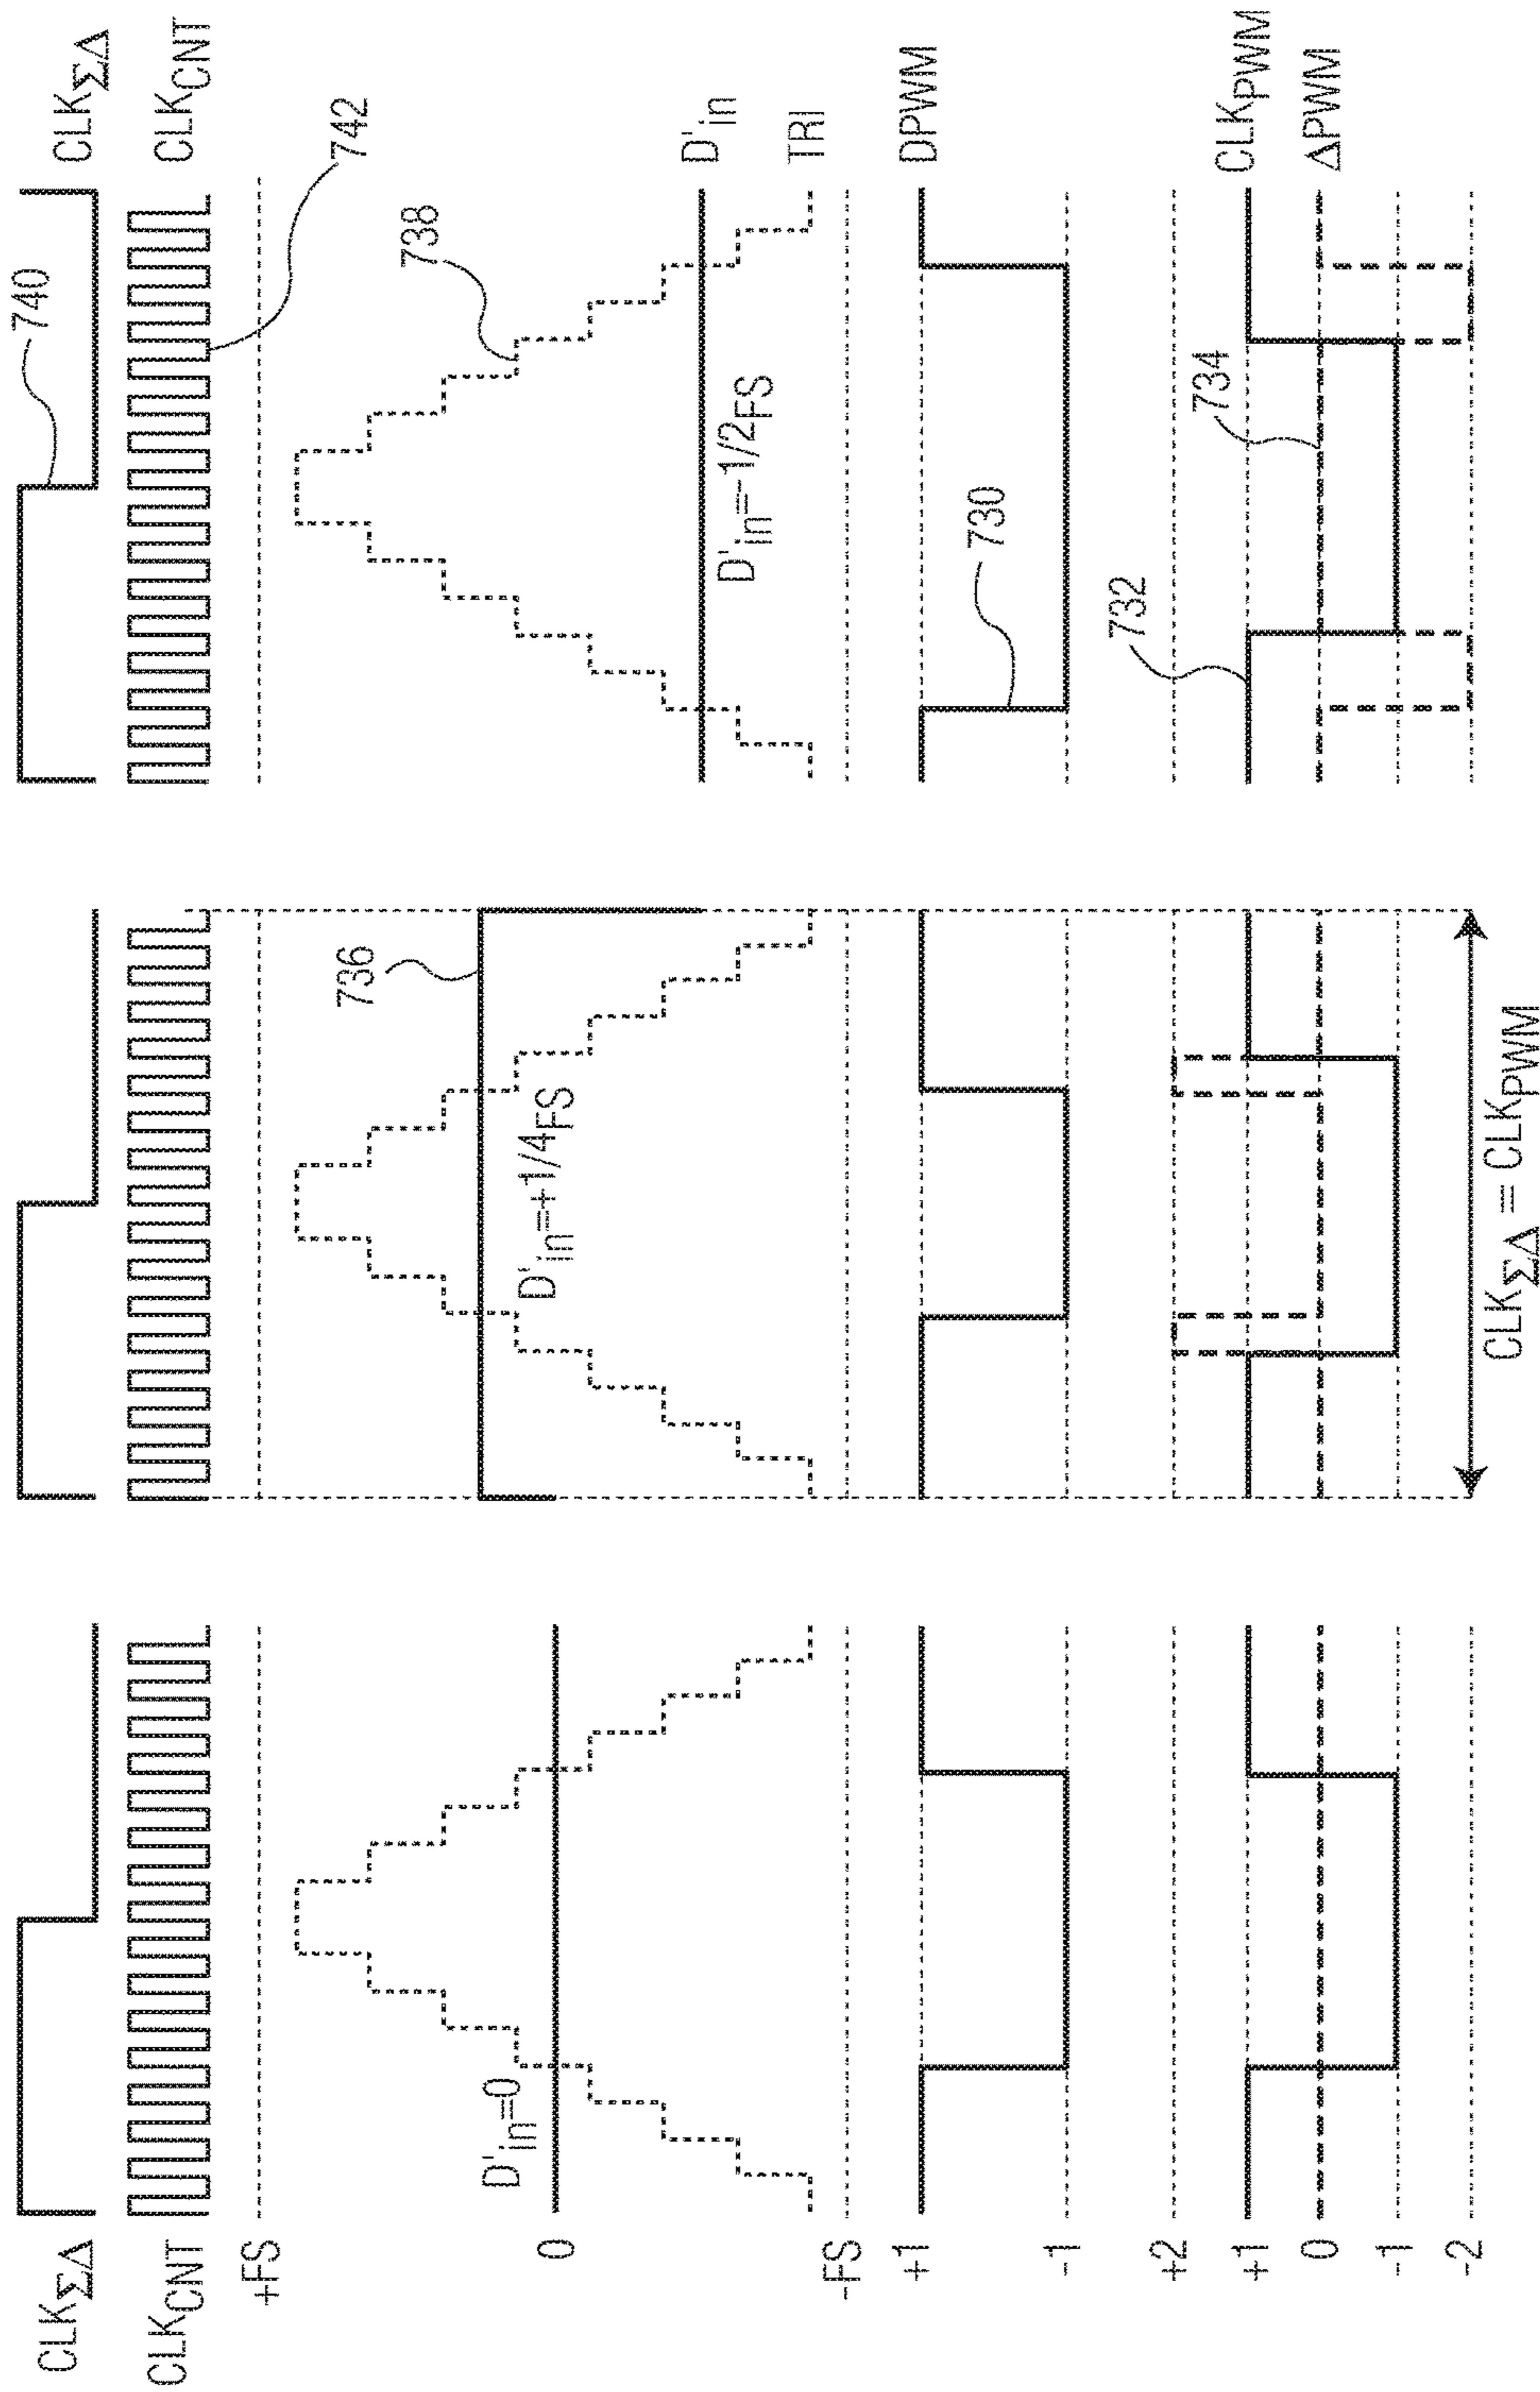 CLKΣΔ
CLKCNT
+FS
0
-FS
+1
-1
+2
+1
0
-1
-2
D'in=0
736
D'in=+1/4FS
CLKΣΔ = CLKPWM
740
CLKΣΔ
CLKCNT
742
738
D'in
TRI
D'in=-1/2FS
DPWM
730
732
734
CLKPWM
ΔPWM